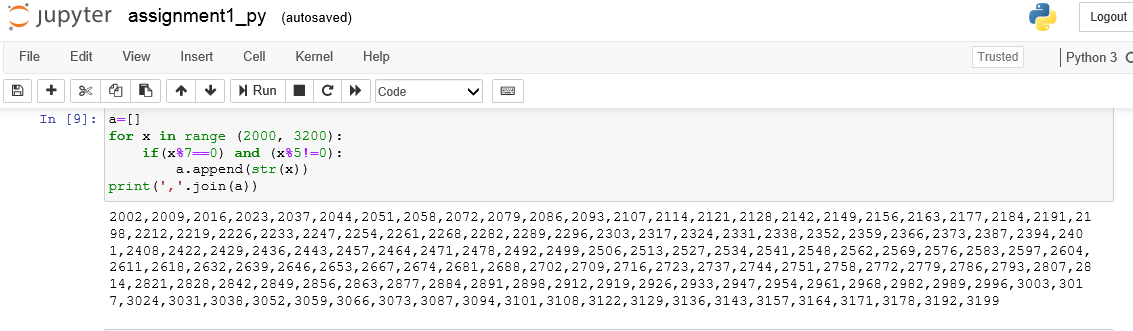 jupyter assignment1_py (autosaved) Logout
File Edit View Insert Cell Kernel Help Trusted Python 3
Run Code
In [9]: a=[]
for x in range (2000, 3200):
    if(x%7==0) and (x%5!=0):
        a.append(str(x))
print(','.join(a))
2002,2009,2016,2023,2037,2044,2051,2058,2072,2079,2086,2093,2107,2114,2121,2128,2142,2149,2156,2163,2177,2184,2191,21
98,2212,2219,2226,2233,2247,2254,2261,2268,2282,2289,2296,2303,2317,2324,2331,2338,2352,2359,2366,2373,2387,2394,240
1,2408,2422,2429,2436,2443,2457,2464,2471,2478,2492,2499,2506,2513,2527,2534,2541,2548,2562,2569,2576,2583,2597,2604,
2611,2618,2632,2639,2646,2653,2667,2674,2681,2688,2702,2709,2716,2723,2737,2744,2751,2758,2772,2779,2786,2793,2807,28
14,2821,2828,2842,2849,2856,2863,2877,2884,2891,2898,2912,2919,2926,2933,2947,2954,2961,2968,2982,2989,2996,3003,301
7,3024,3031,3038,3052,3059,3066,3073,3087,3094,3101,3108,3122,3129,3136,3143,3157,3164,3171,3178,3192,3199